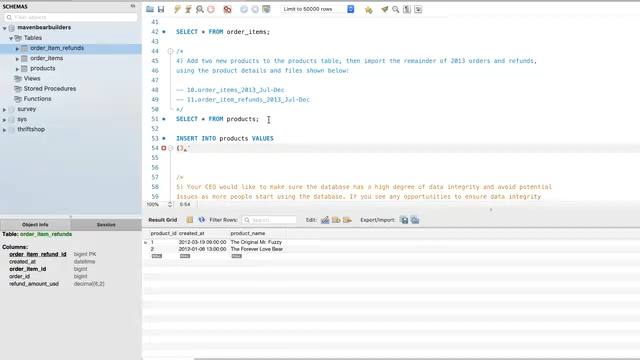 SCHEMAS
Filter objects
mavenbearbuilders
Tables
order_item_refunds
order_items
products
Views
Stored Procedures
Functions
survey
sys
thriftshop
Object Info Session
Table: order_item_refunds
Columns:
order_item_refund_id bigint PK
created_at datetime
order_item_id bigint
order_id bigint
refund_amount_usd decimal(6,2)
Limit to 50000 rows
41
42 SELECT * FROM order_items;
43
44 /*
45 4) Add two new products to the products table, then import the remainder of 2013 orders and refunds,
46 using the product details and files shown below:
47
48 -- 10.order_items_2013_Jul-Dec
49 -- 11.order_item_refunds_2013_Jul-Dec
50 */
51 SELECT * FROM products;
52
53 INSERT INTO products VALUES
54 (3,'
55
56
57 /*
58 5) Your CEO would like to make sure the database has a high degree of data integrity and avoid potential
59 issues as more people start using the database. If you see any opportunities to ensure data integrity
100% 5:54
Result Grid Filter Rows: Search Edit: Export/Import:
product_id created_at product_name
1 2012-03-19 09:00:00 The Original Mr. Fuzzy
2 2012-01-06 13:00:00 The Forever Love Bear
NULL NULL NULL